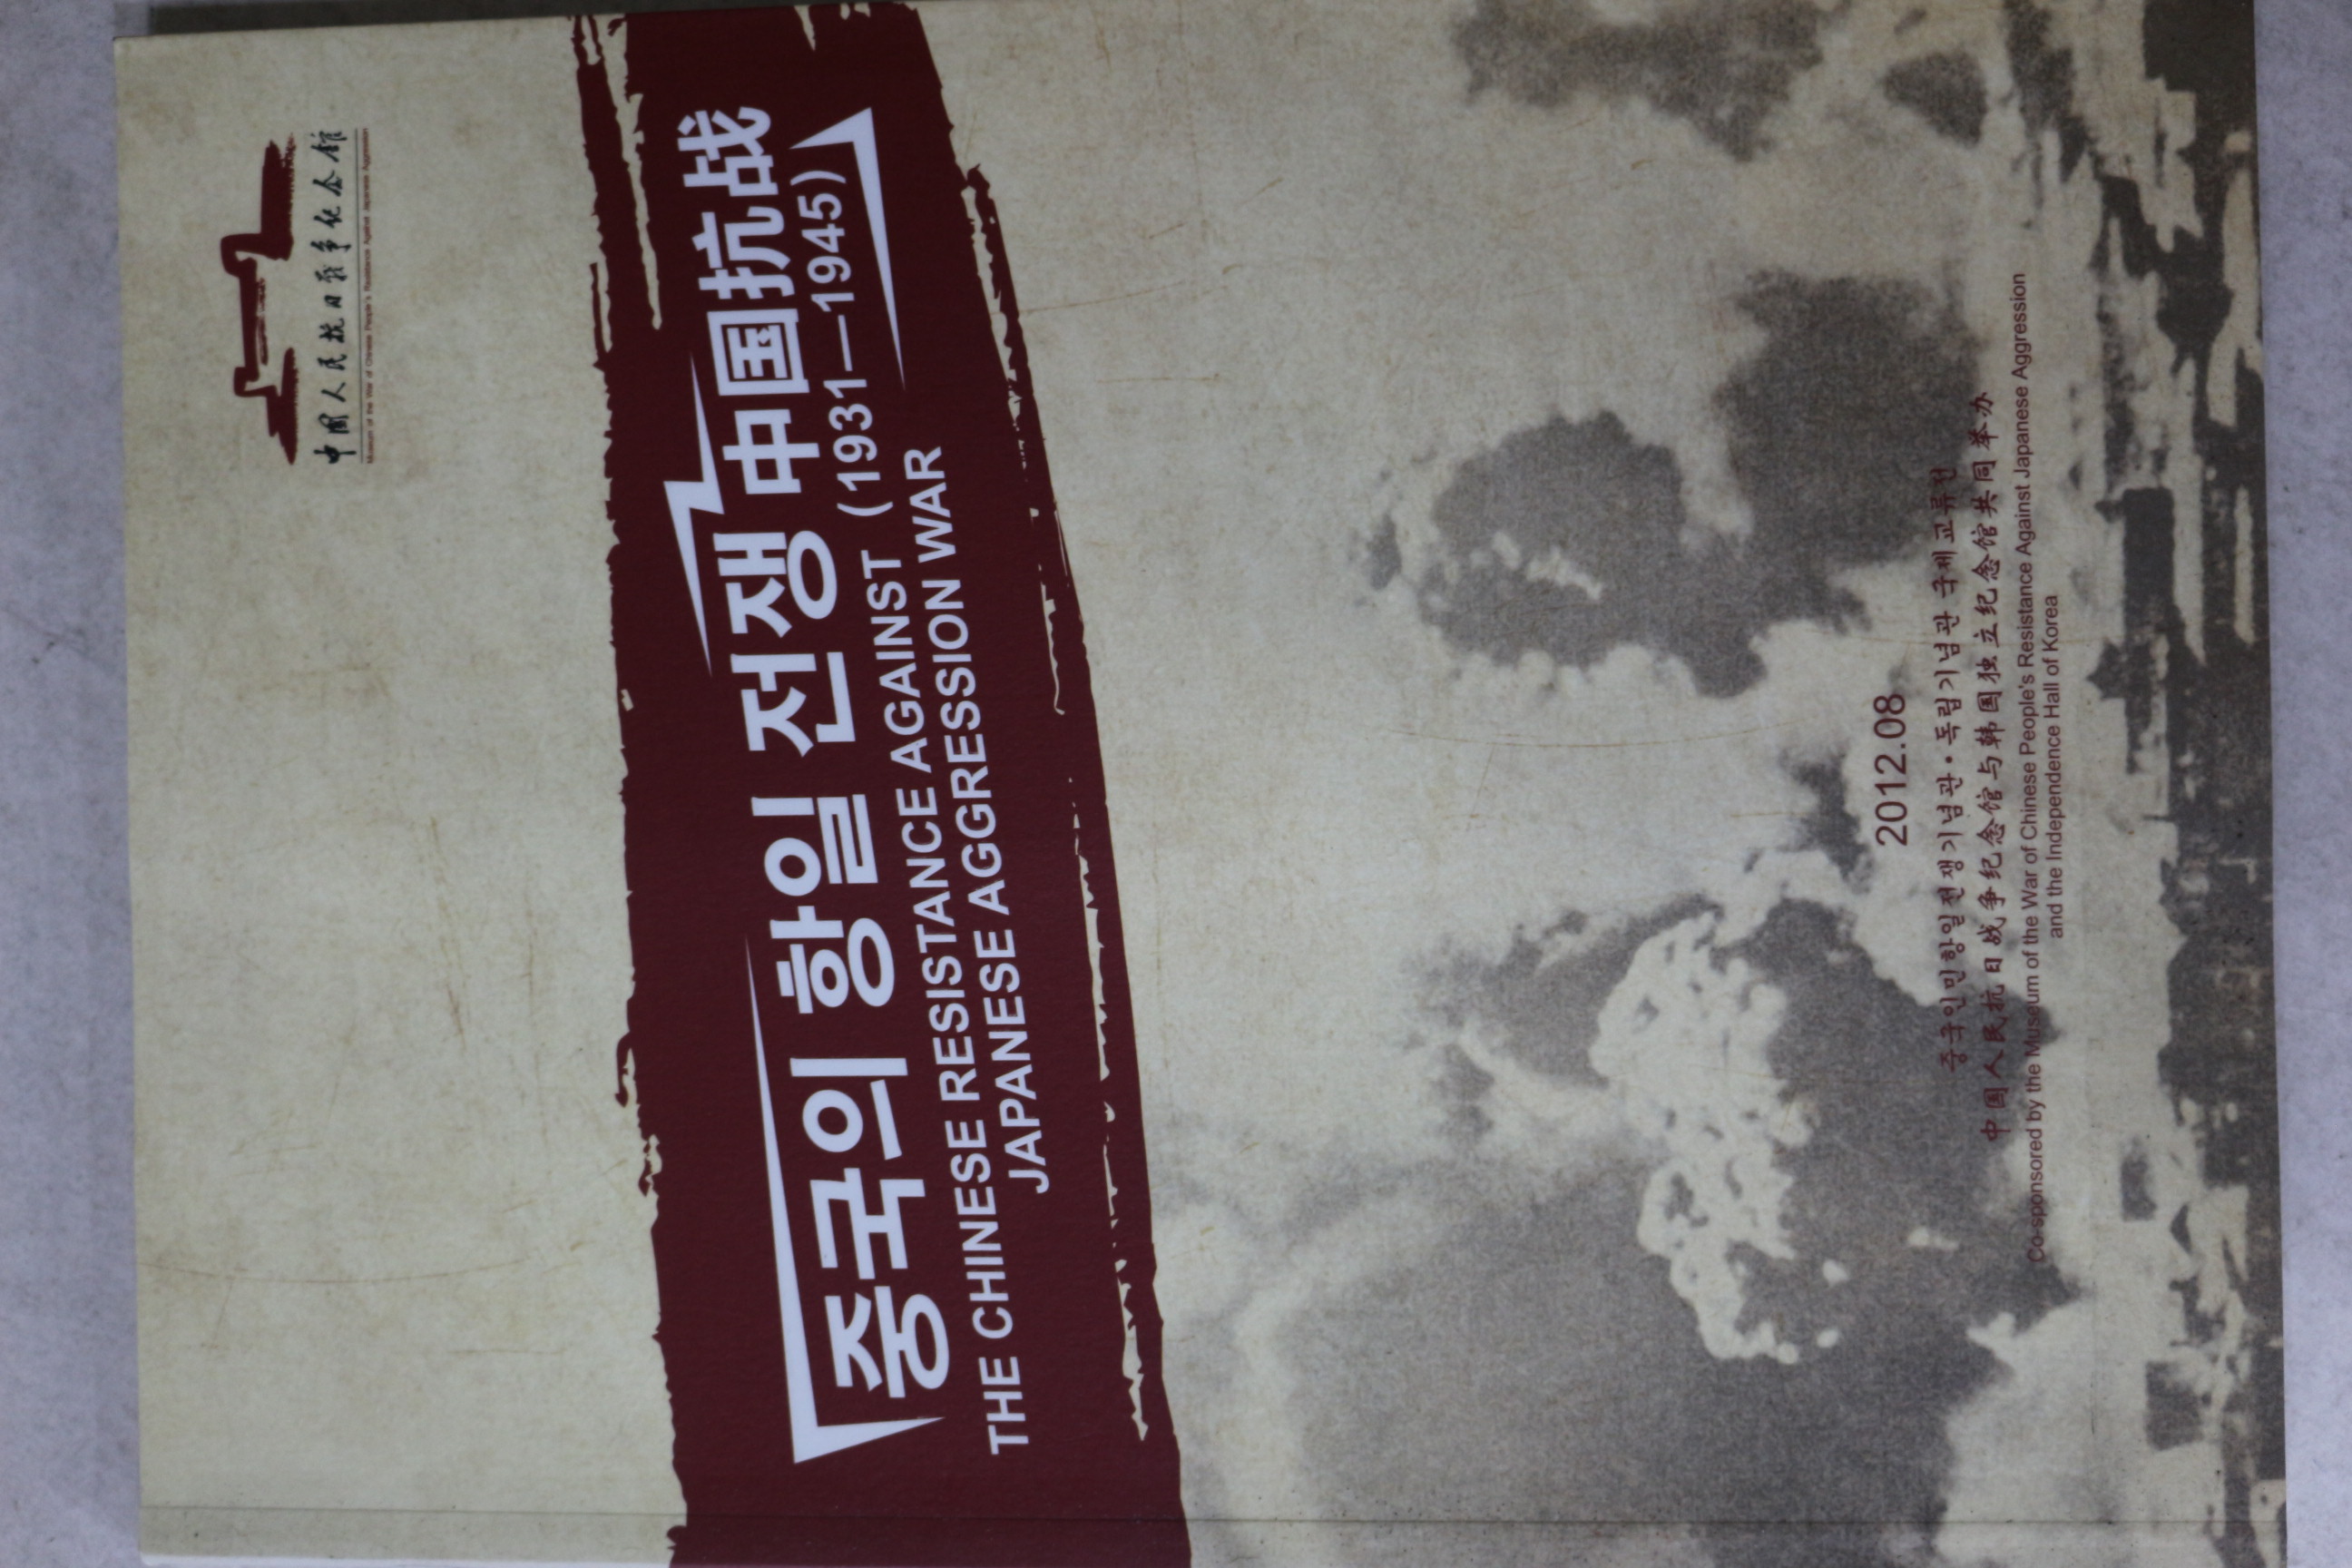 中國人民抗日戰爭纪念館
Museum of the War of Chinese People's Resistance Against Japanese Aggression
중국의 항일 전쟁 中国抗战
THE CHINESE RESISTANCE AGAINST (1931—1945)
JAPANESE AGGRESSION WAR
2012.08
중국인민항일전쟁기념관·독립기념관 국제교류전
中国人民抗日战争纪念馆与韩国独立纪念馆共同举办
Co-sponsored by the Museum of the War of Chinese People's Resistance Against Japanese Aggression
and the Independence Hall of Korea